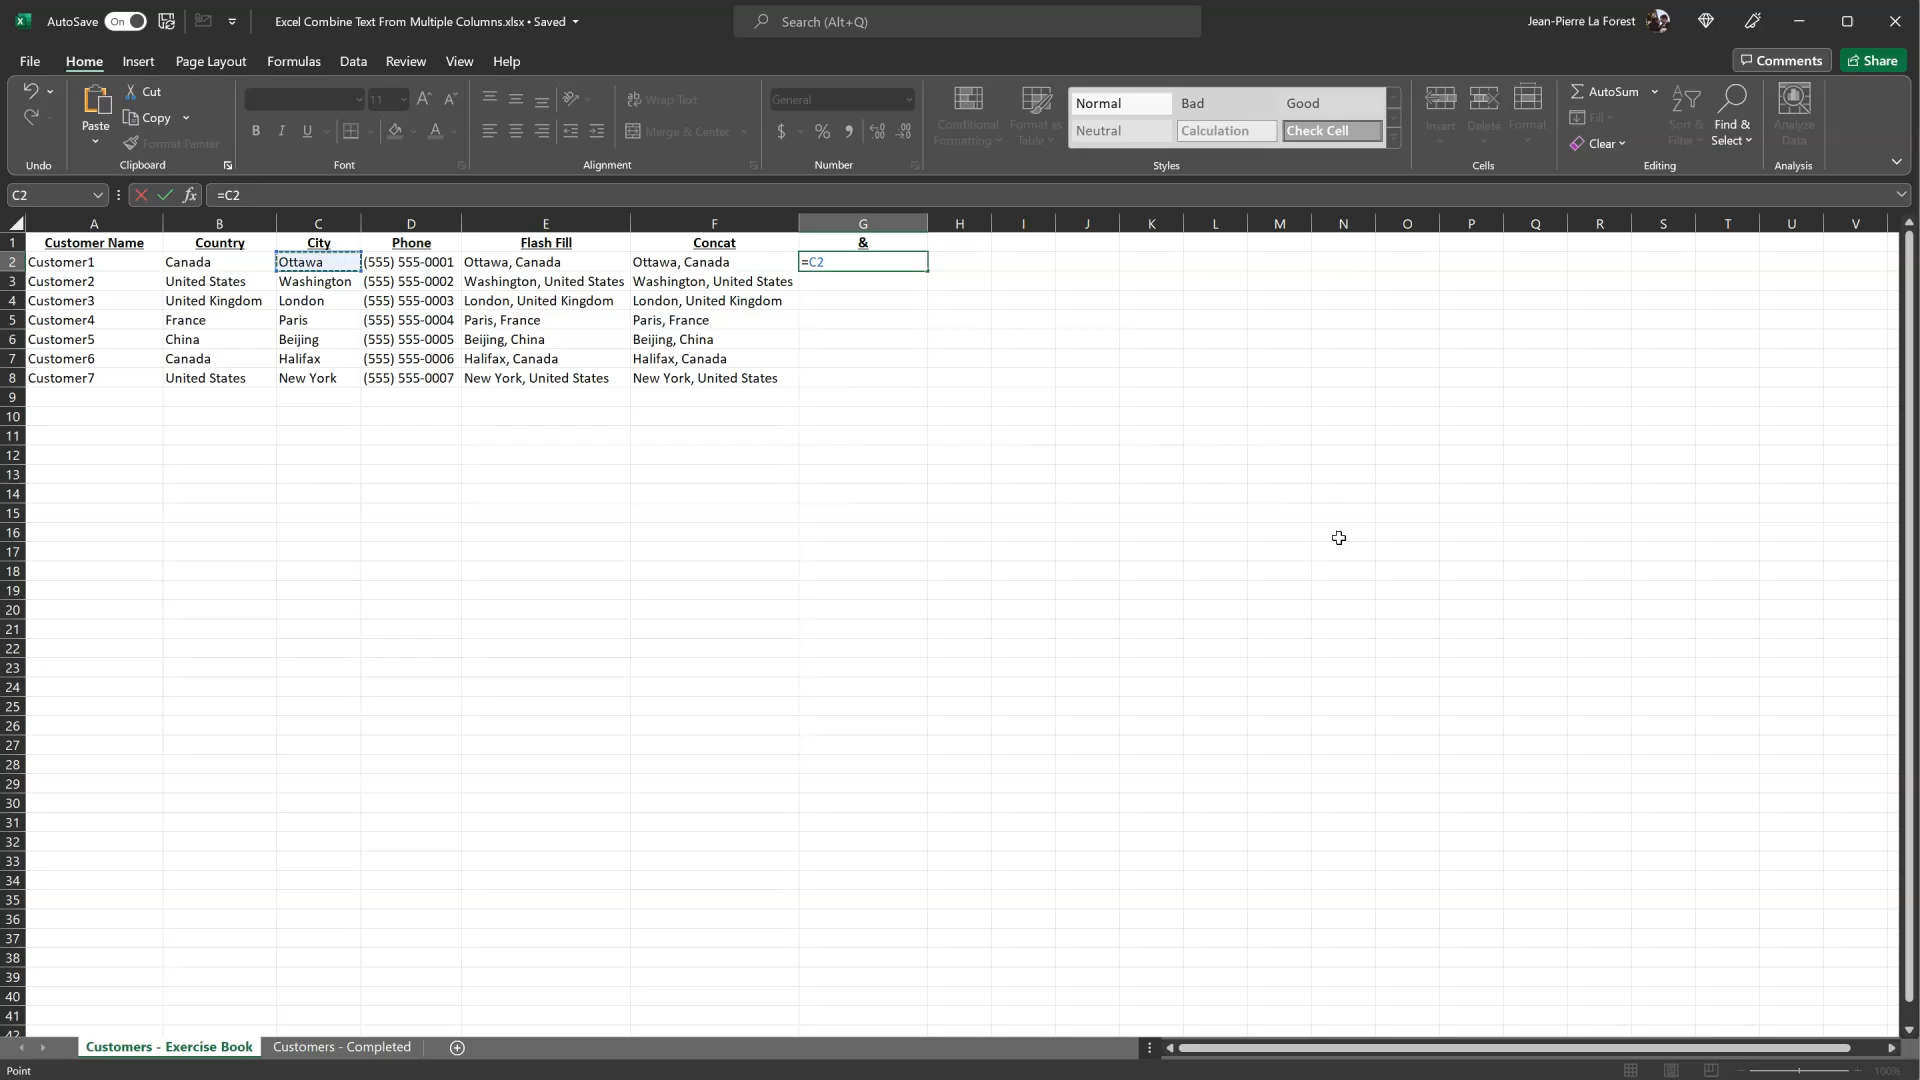 AutoSave On Excel Combine Text From Multiple Columns.xlsx • Saved Search (Alt+Q) Jean-Pierre La Forest
File Home Insert Page Layout Formulas Data Review View Help Comments Share
Paste Cut Copy Format Painter
Undo Clipboard
11
B I U A
Font
Wrap Text
Merge & Center
Alignment
General
$ % 9
Number
Conditional Formatting Format as Table
Normal Bad Good
Neutral Calculation Check Cell
Styles
Insert Delete Format
Cells
AutoSum
Fill
Clear
Sort & Filter Find & Select
Editing
Analyze Data
Analysis
C2 fx =C2
A B C D E F G H I J K L M N O P Q R S T U V
1 Customer Name Country City Phone Flash Fill Concat &
2 Customer1 Canada Ottawa (555) 555-0001 Ottawa, Canada Ottawa, Canada =C2
3 Customer2 United States Washington (555) 555-0002 Washington, United States Washington, United States
4 Customer3 United Kingdom London (555) 555-0003 London, United Kingdom London, United Kingdom
5 Customer4 France Paris (555) 555-0004 Paris, France Paris, France
6 Customer5 China Beijing (555) 555-0005 Beijing, China Beijing, China
7 Customer6 Canada Halifax (555) 555-0006 Halifax, Canada Halifax, Canada
8 Customer7 United States New York (555) 555-0007 New York, United States New York, United States
9
10
11
12
13
14
15
16
17
18
19
20
21
22
23
24
25
26
27
28
29
30
31
32
33
34
35
36
37
38
39
40
41
42
Customers - Exercise Book Customers - Completed
Point 100%